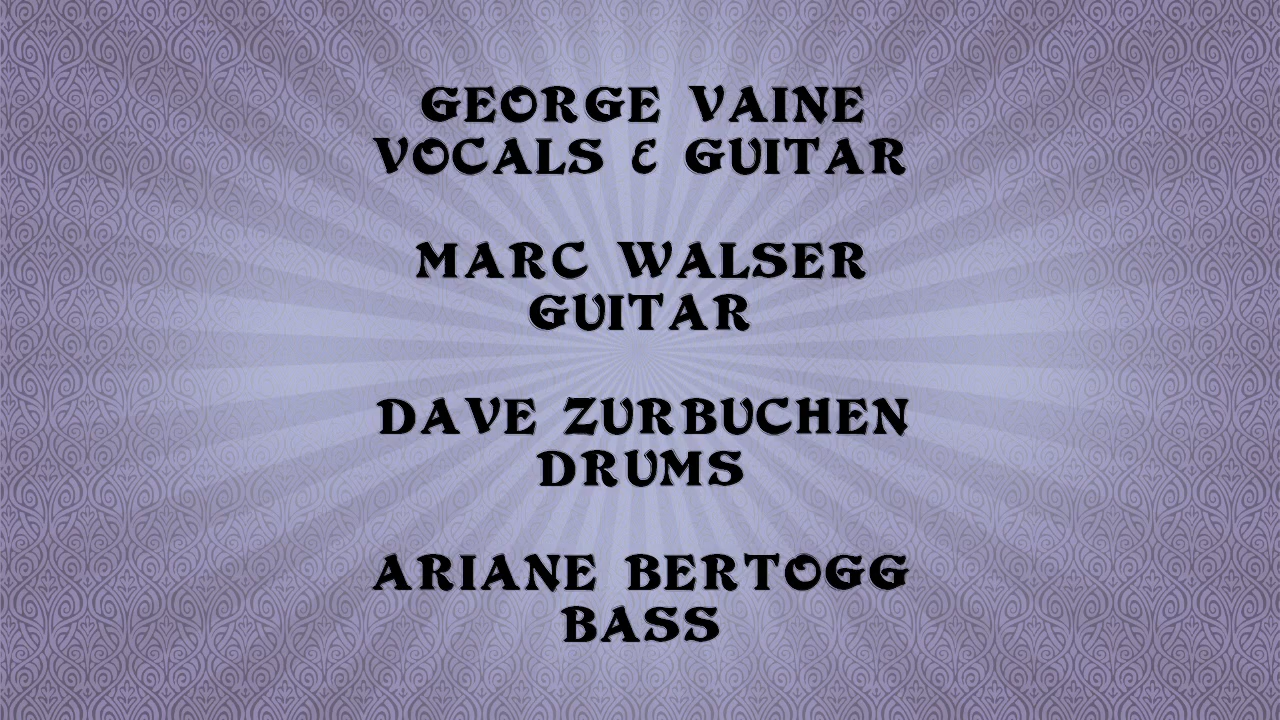 GEORGE VAINE
VOCALS & GUITAR
MARC WALSER
GUITAR
DAVE ZURBUCHEN
DRUMS
ARIANE BERTOGG
BASS